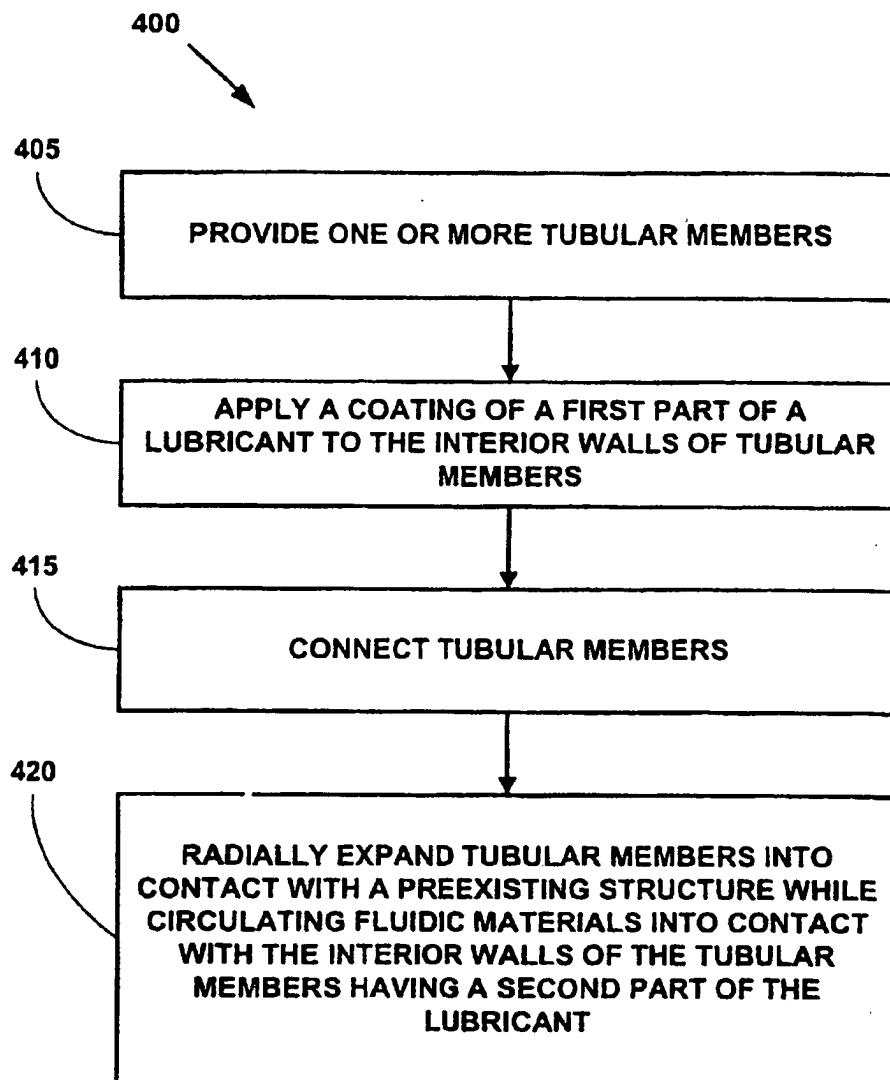 400
405
PROVIDE ONE OR MORE TUBULAR MEMBERS
410
APPLY A COATING OF A FIRST PART OF A
LUBRICANT TO THE INTERIOR WALLS OF TUBULAR
MEMBERS
415
CONNECT TUBULAR MEMBERS
420
RADIALLY EXPAND TUBULAR MEMBERS INTO
CONTACT WITH A PREEXISTING STRUCTURE WHILE
CIRCULATING FLUIDIC MATERIALS INTO CONTACT
WITH THE INTERIOR WALLS OF THE TUBULAR
MEMBERS HAVING A SECOND PART OF THE
LUBRICANT